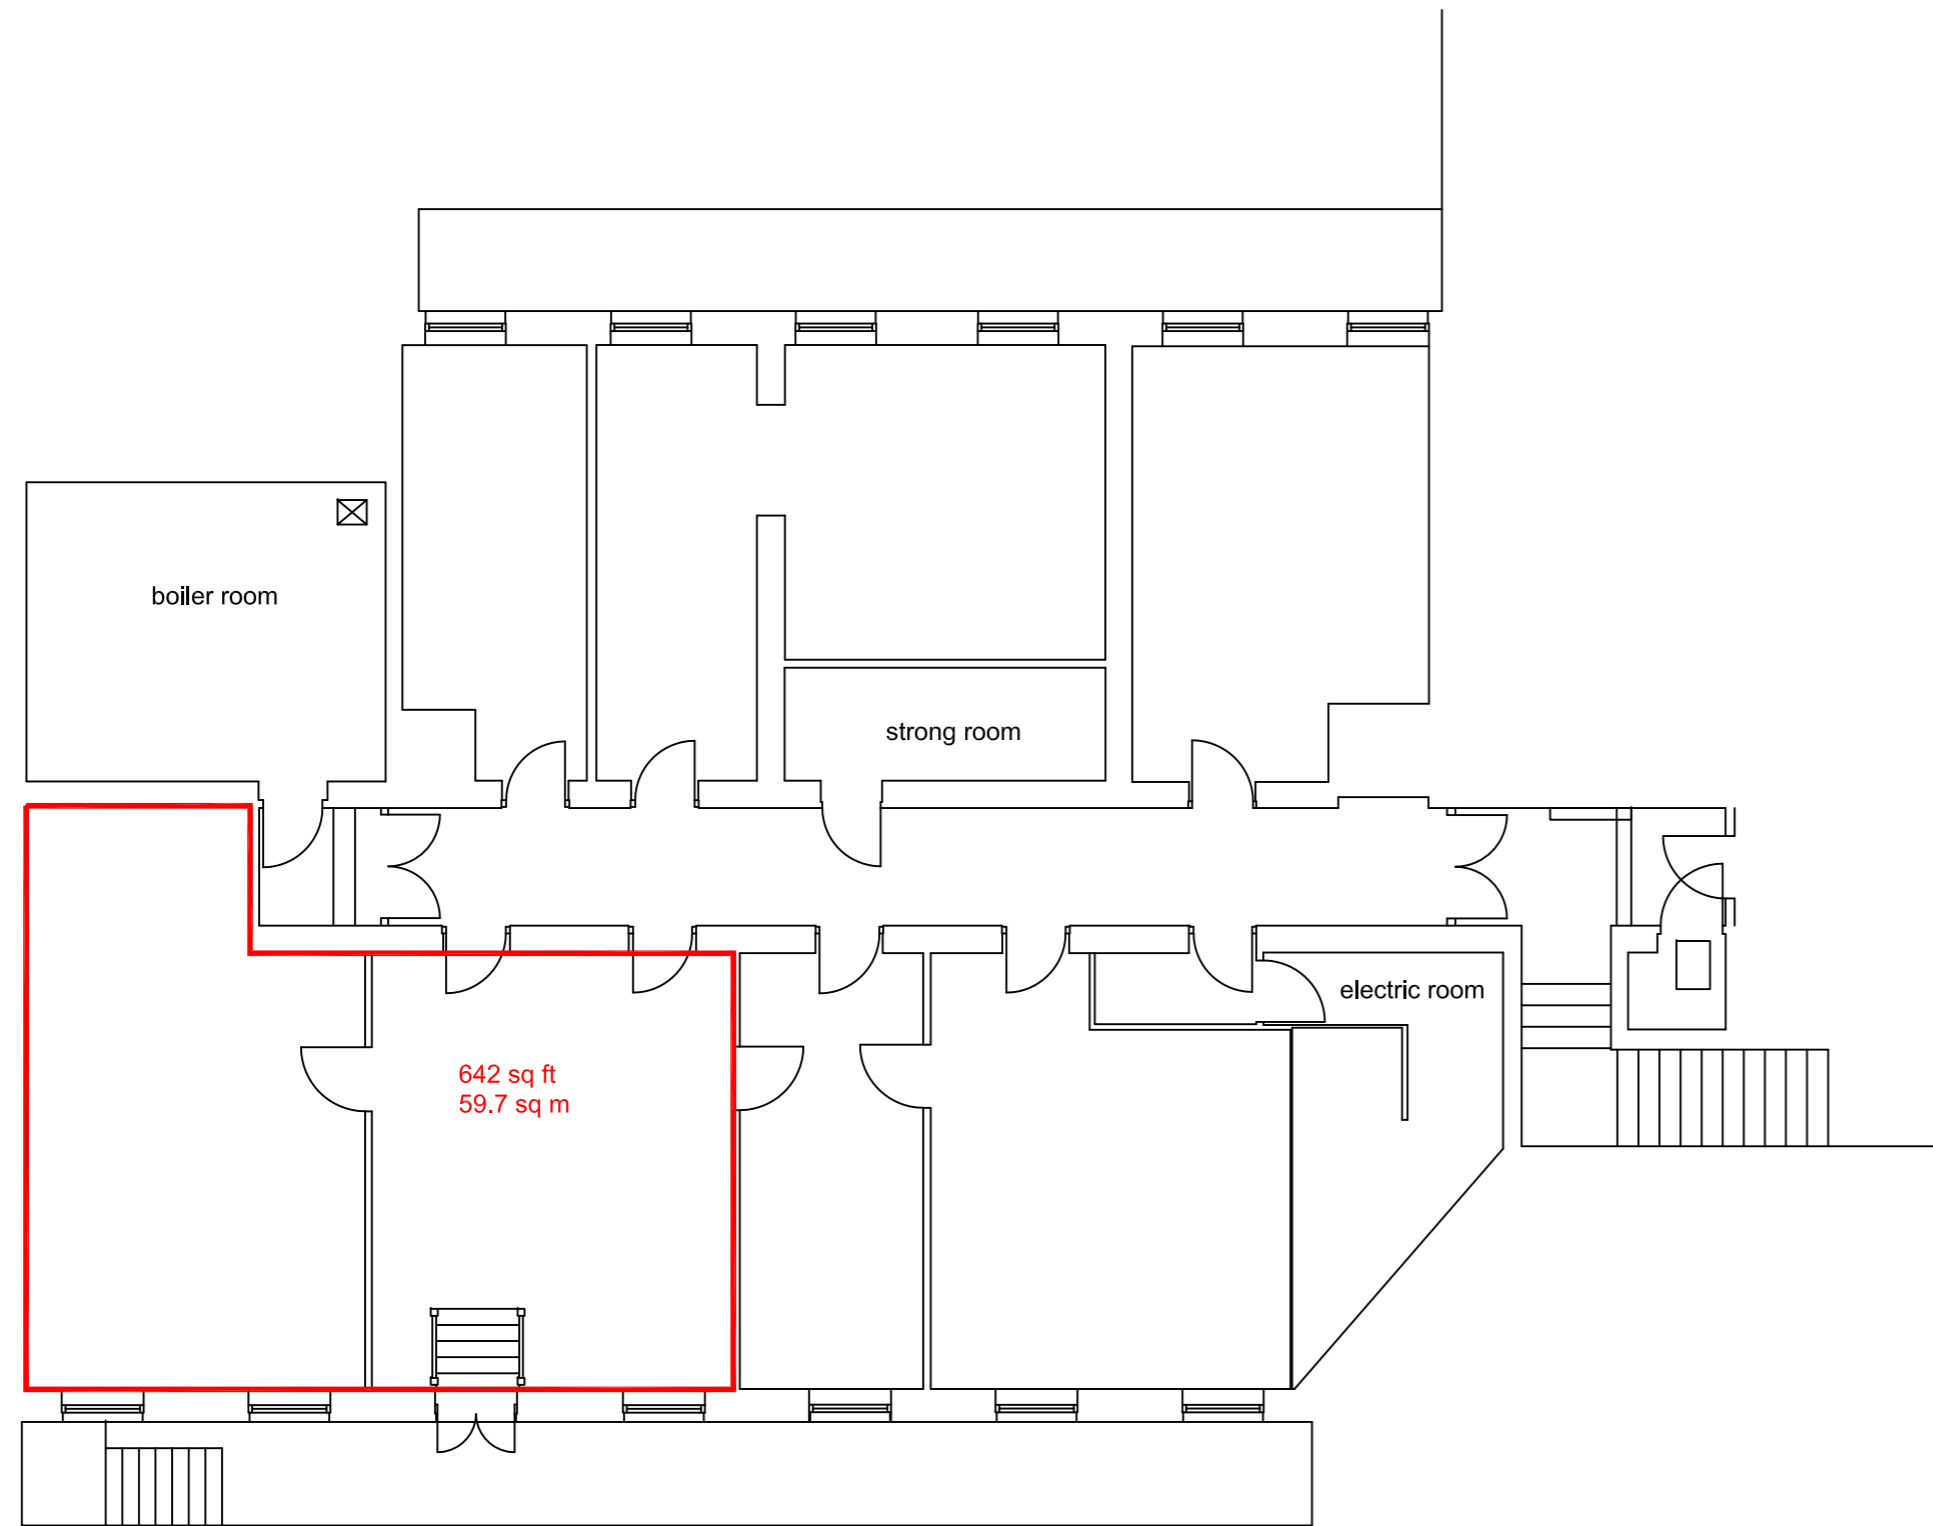 boiler room
strong room
electric room
642 sq ft
59.7 sq m